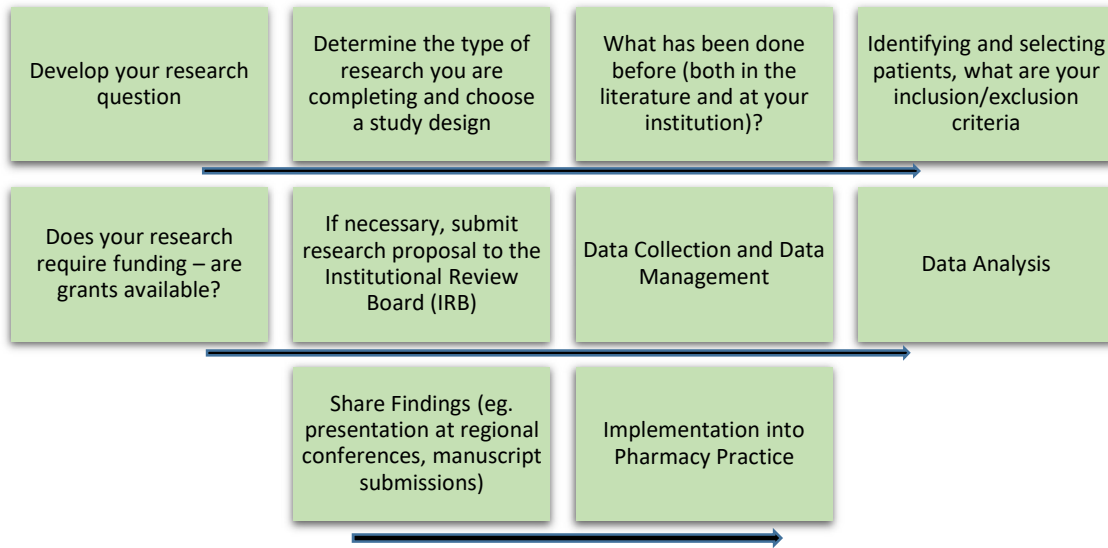 Develop your research
question
Determine the type of
research you are
completing and choose
a study design
What has been done
before (both in the
literature and at your
institution)?
Identifying and selecting
patients, what are your
inclusion/exclusion
criteria
Does your research
require funding – are
grants available?
If necessary, submit
research proposal to the
Institutional Review
Board (IRB)
Data Collection and Data
Management
Data Analysis
Share Findings (eg.
presentation at regional
conferences, manuscript
submissions)
Implementation into
Pharmacy Practice